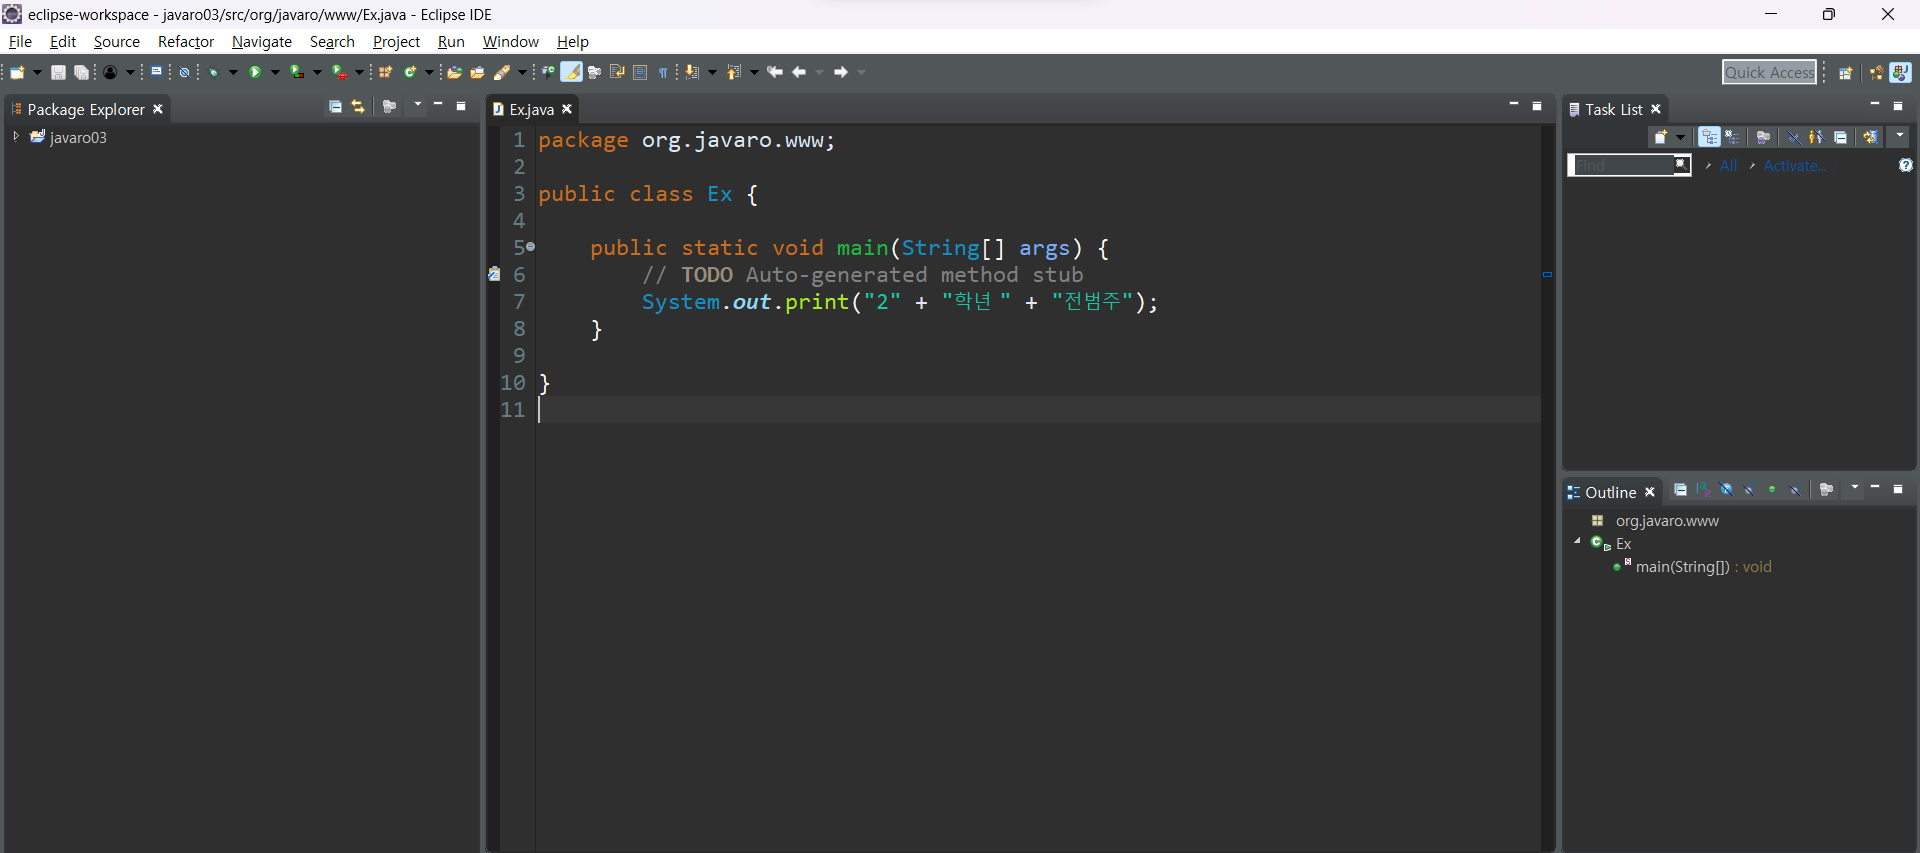 eclipse-workspace - javaro03/src/org/javaro/www/Ex.java - Eclipse IDE
File Edit Source Refactor Navigate Search Project Run Window Help
Quick Access
Package Explorer
javaro03
Ex.java
1 package org.javaro.www;
2
3 public class Ex {
4
5 public static void main(String[] args) {
6 // TODO Auto-generated method stub
7 System.out.print("2" + "학년 " + "전범주");
8 }
9
10 }
11
Task List
Find All Activate...
Outline
org.javaro.www
Ex
main(String[]) : void